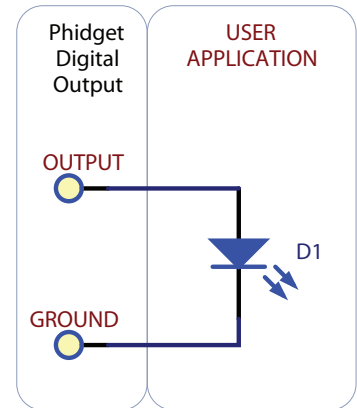 Phidget
Digital
Output
USER
APPLICATION
OUTPUT
D1
GROUND